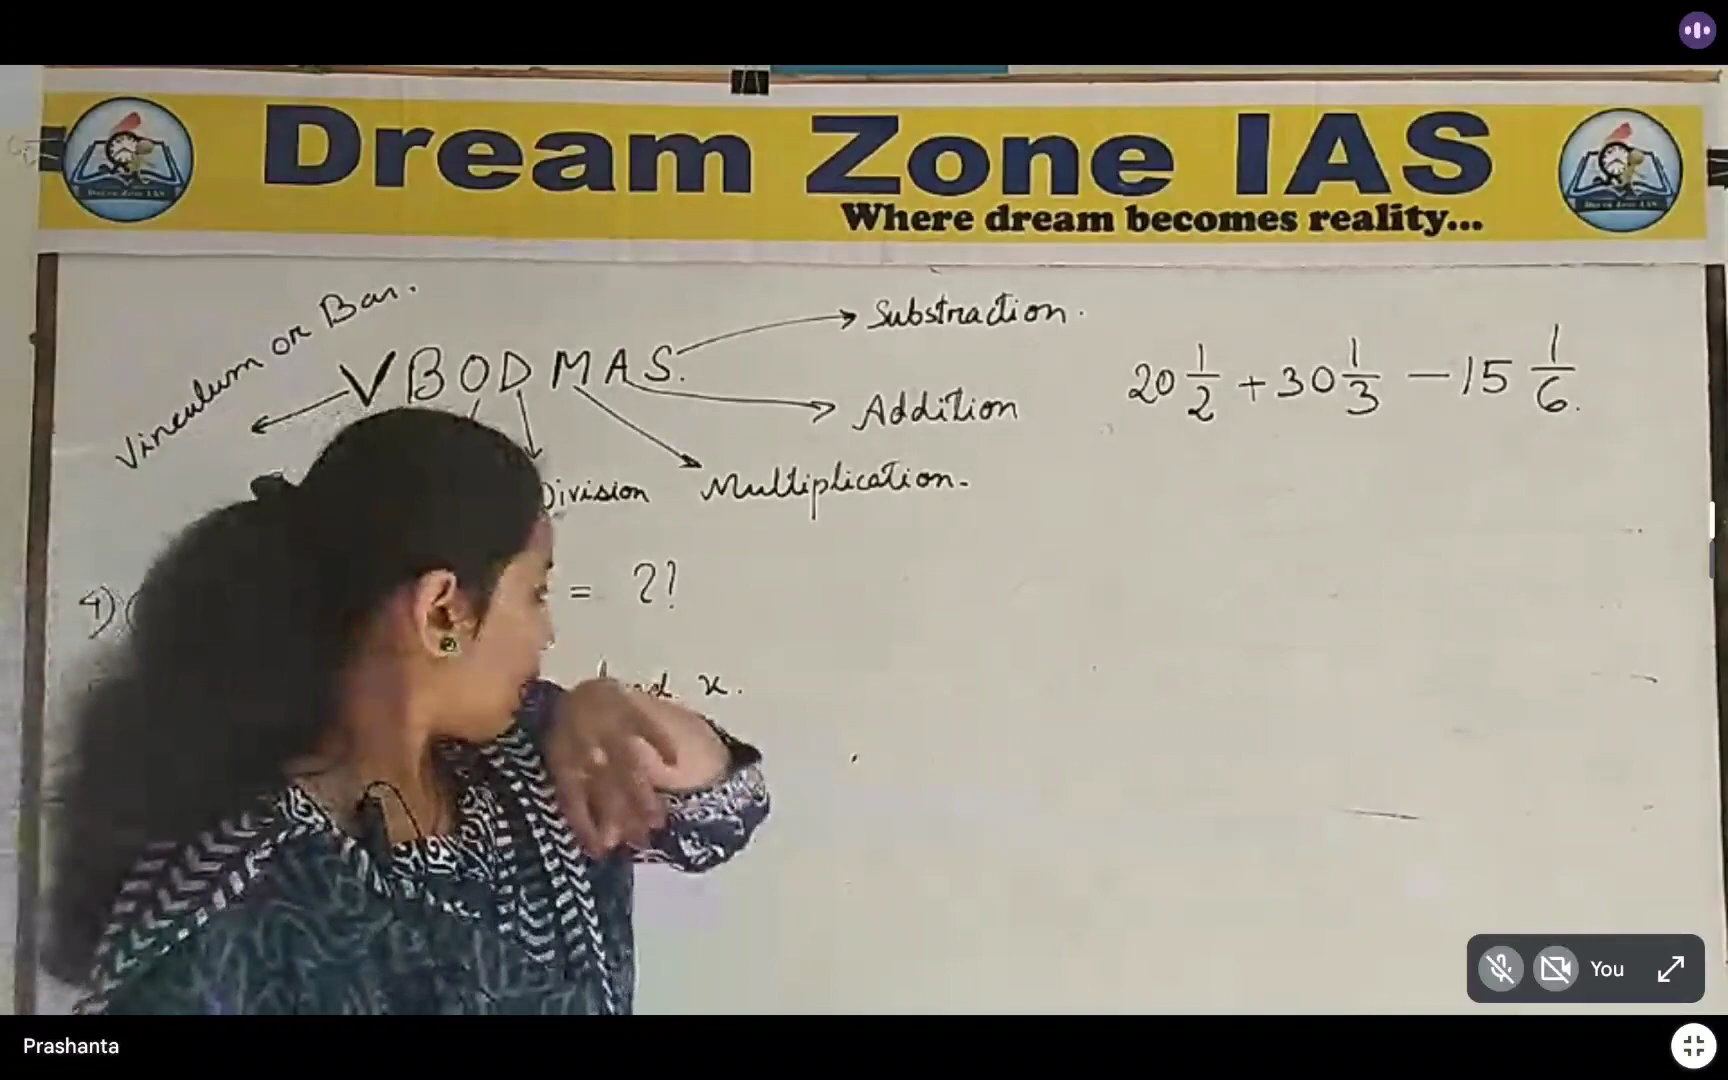 Dream Zone IAS
Where dream becomes reality...
Vinculum or Bar.
VBODMAS.
Substraction.
Addition
Division
Multiplication.
20 1/2 + 30 1/3 - 15 1/6.
4)
= ??
x.
You
Prashanta